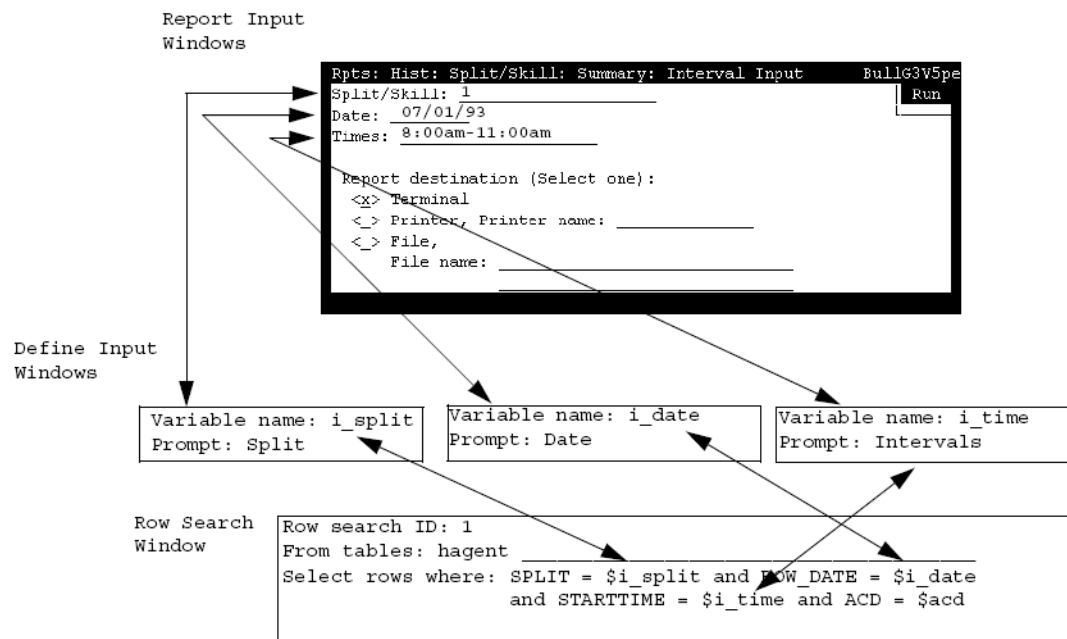 Report Input
Windows
Rpts: Hist: Split/Skill: Summary: Interval Input BullG3V5pe
Split/Skill: 1
Run
Date: 07/01/93
Times: 8:00am-11:00am
Report destination (Select one):
<x> Terminal
<_> Printer, Printer name:
<_> File,
File name:
Define Input
Windows
Variable name: i_split
Prompt: Split
Variable name: i_date
Prompt: Date
Variable name: i_time
Prompt: Intervals
Row Search
Window
Row search ID: 1
From tables: hagent
Select rows where: SPLIT = $i_split and ROW_DATE = $i_date
and STARTTIME = $i_time and ACD = $acd